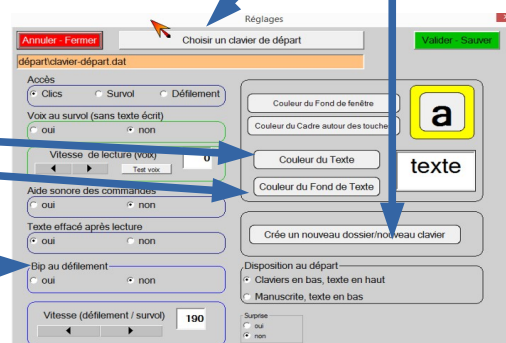 Réglages
Annuler - Fermer
Choisir un clavier de départ
Valider - Sauver
départ\clavier-départ.dat
Accès
Clics Survol Défilement
Voix au survol (sans texte écrit)
oui non
Vitesse de lecture (voix)
0
Test voix
Aide sonore des commandes
oui non
Texte effacé après lecture
oui non
Bip au défilement
oui non
Vitesse (défilement / survol)
190
Couleur du Fond de fenêtre
Couleur du Cadre autour des touches
a
Couleur du Texte
Couleur du Fond de Texte
texte
Crée un nouveau dossier/nouveau clavier
Disposition au départ
Claviers en bas, texte en haut
Manuscrite, texte en bas
Surprise
oui
non